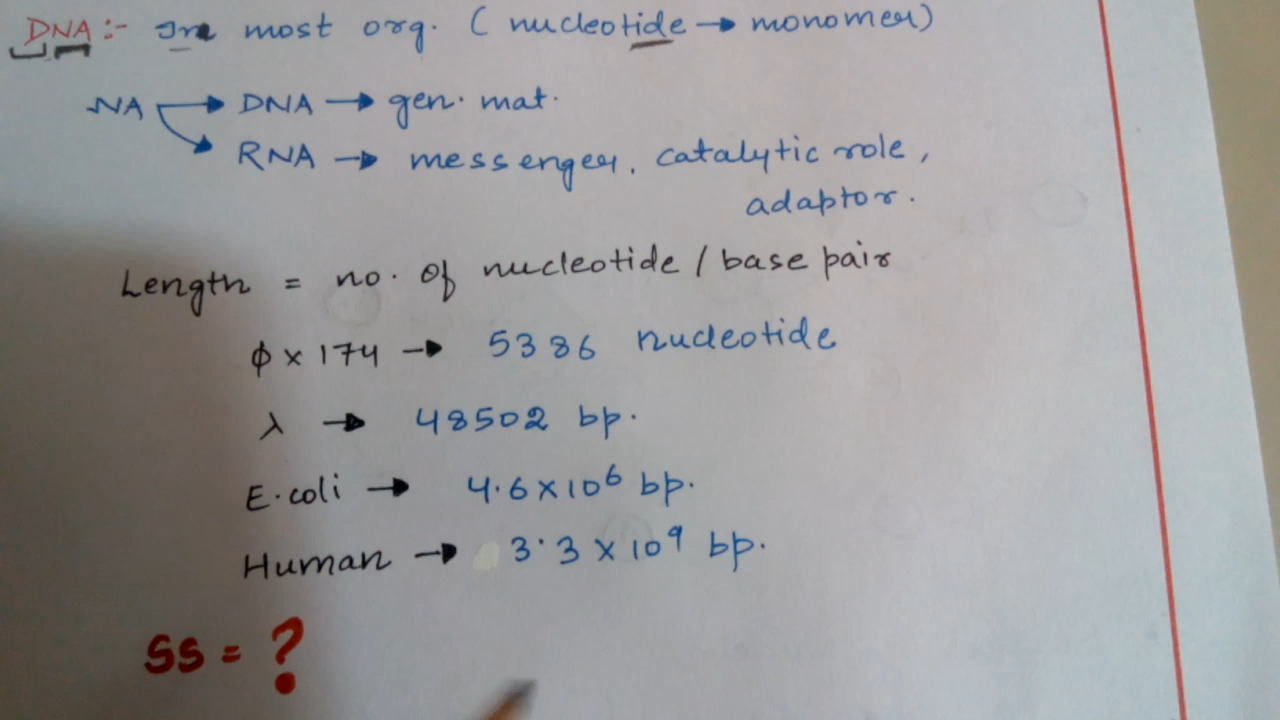 DNA :- In most org. ( nucleotide → monomer)
NA → DNA → gen. mat.
→ RNA → messenger, catalytic role,
adaptor.
Length = no. of nucleotide / base pair
ϕ x 174 → 5386 nucleotide
λ → 48502 bp.
E.coli → 4.6 x 10⁶ bp.
Human → 3.3 x 10⁹ bp.
SS = ?